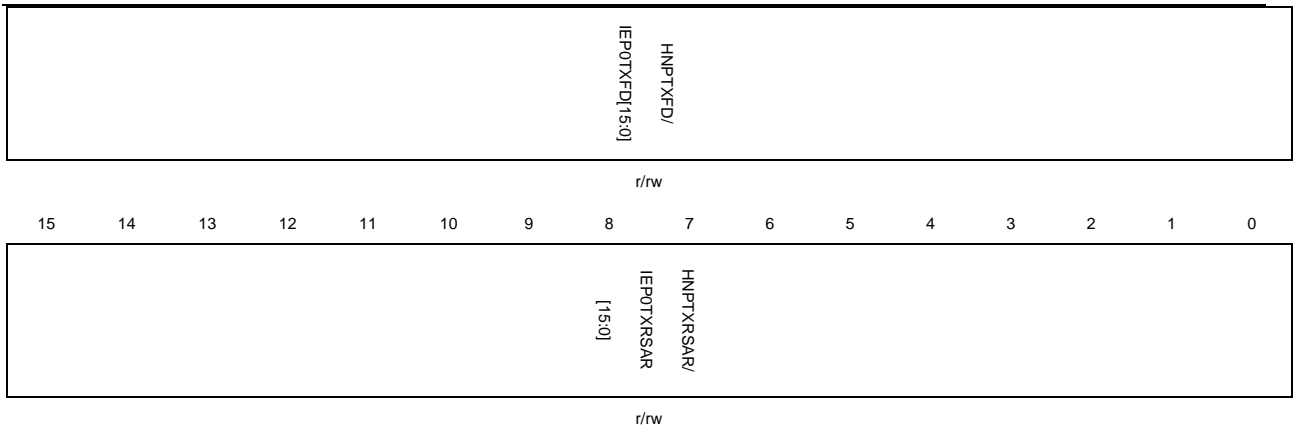 HNPTXFD/
IEP0TXFD[15:0]
r/rw
15 14 13 12 11 10 9 8 7 6 5 4 3 2 1 0
HNPTXRSAR/
IEP0TXRSAR
[15:0]
r/rw